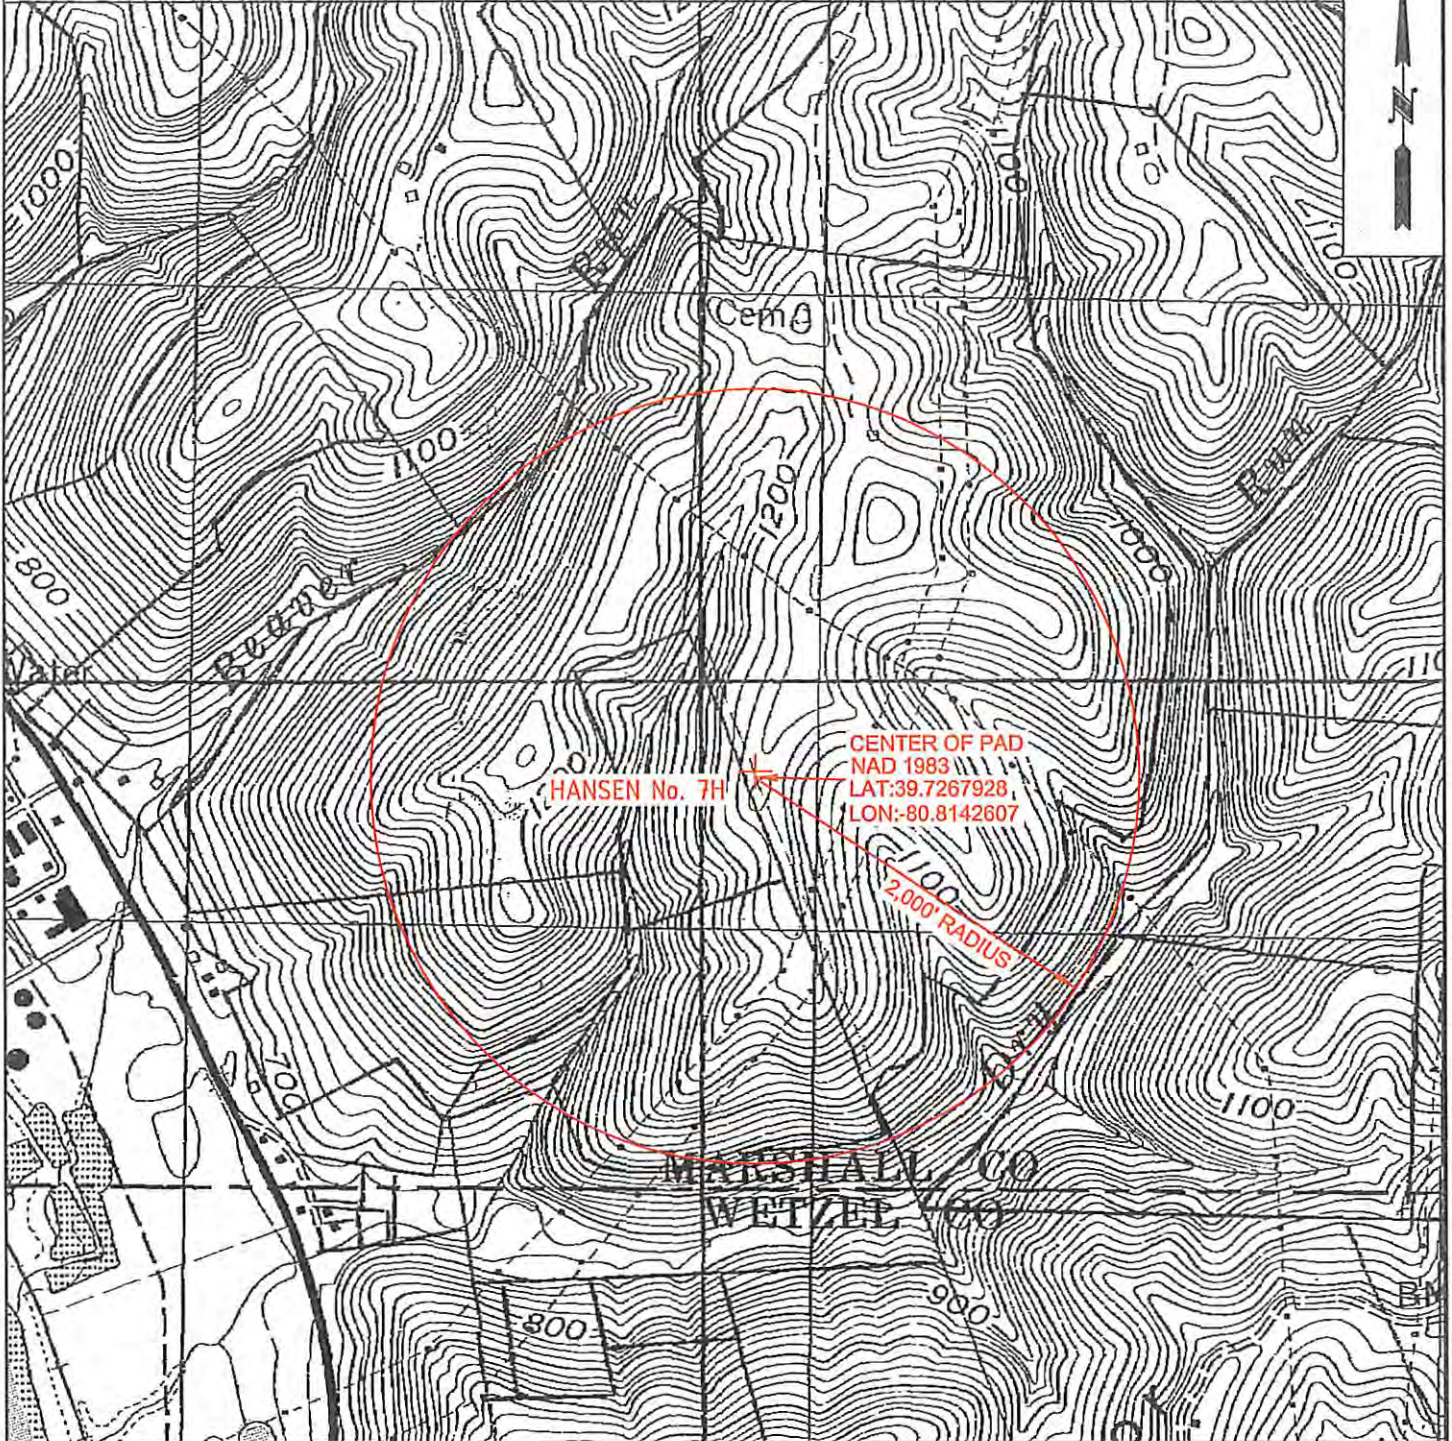 N
1000
1100
Run
Cem
1100
1200
Run
1000
800
Beaver
Water
CENTER OF PAD
NAD 1983
LAT:39.7267928
LON:-80.8142607
HANSEN No. 7H
1100
2,000' RADIUS
700
1100
MARSHALL CO
WETZEL CO
900
BM
800